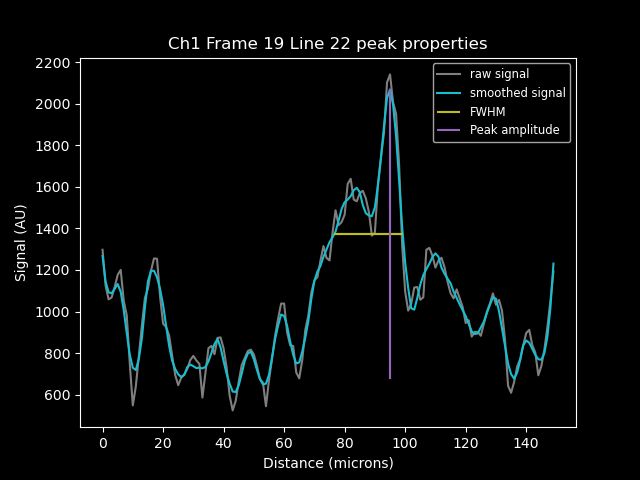 Ch1 Frame 19 Line 22 peak properties
raw signal
smoothed signal
FWHM
Peak amplitude
Signal (AU)
2200
2000
1800
1600
1400
1200
1000
800
600
0 20 40 60 80 100 120 140
Distance (microns)